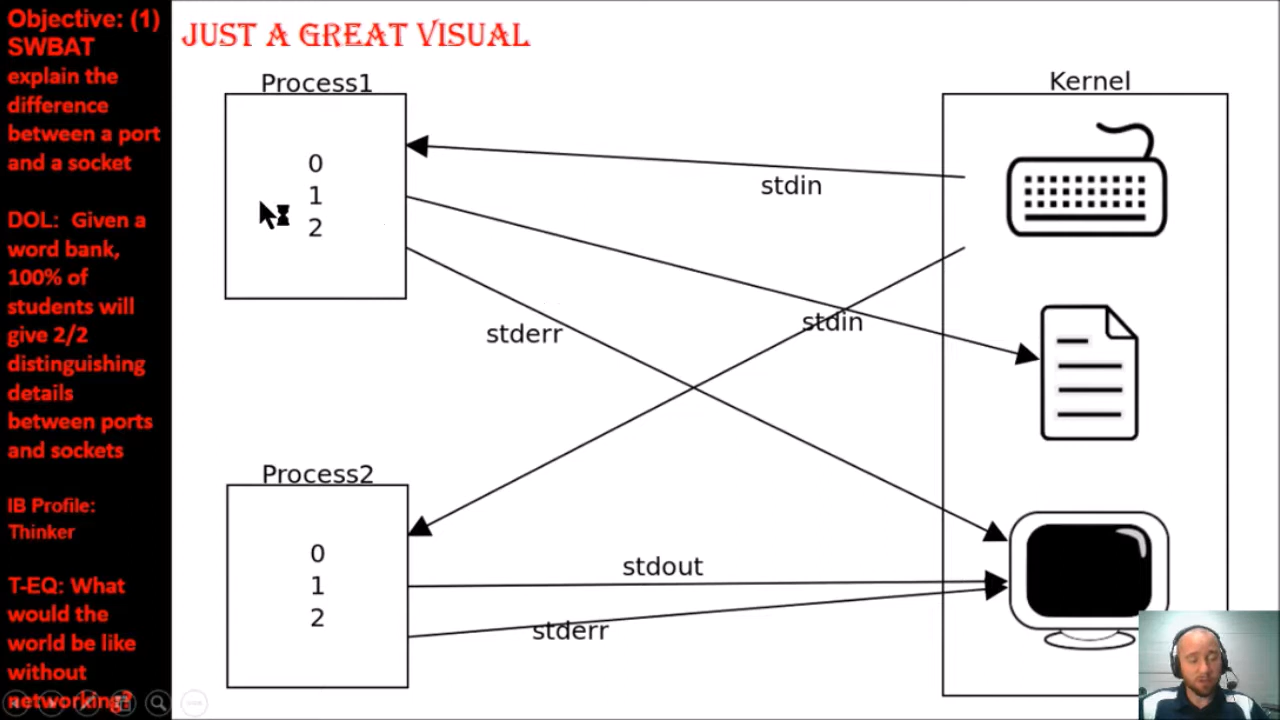 Objective: (1)
SWBAT
explain the
difference
between a port
and a socket
DOL: Given a
word bank,
100% of
students will
give 2/2
distinguishing
details
between ports
and sockets
IB Profile:
Thinker
T-EQ: What
would the
world be like
without
networking?
JUST A GREAT VISUAL
Process1
0
1
2
Kernel
stdin
stdin
stderr
Process2
0
1
2
stdout
stderr